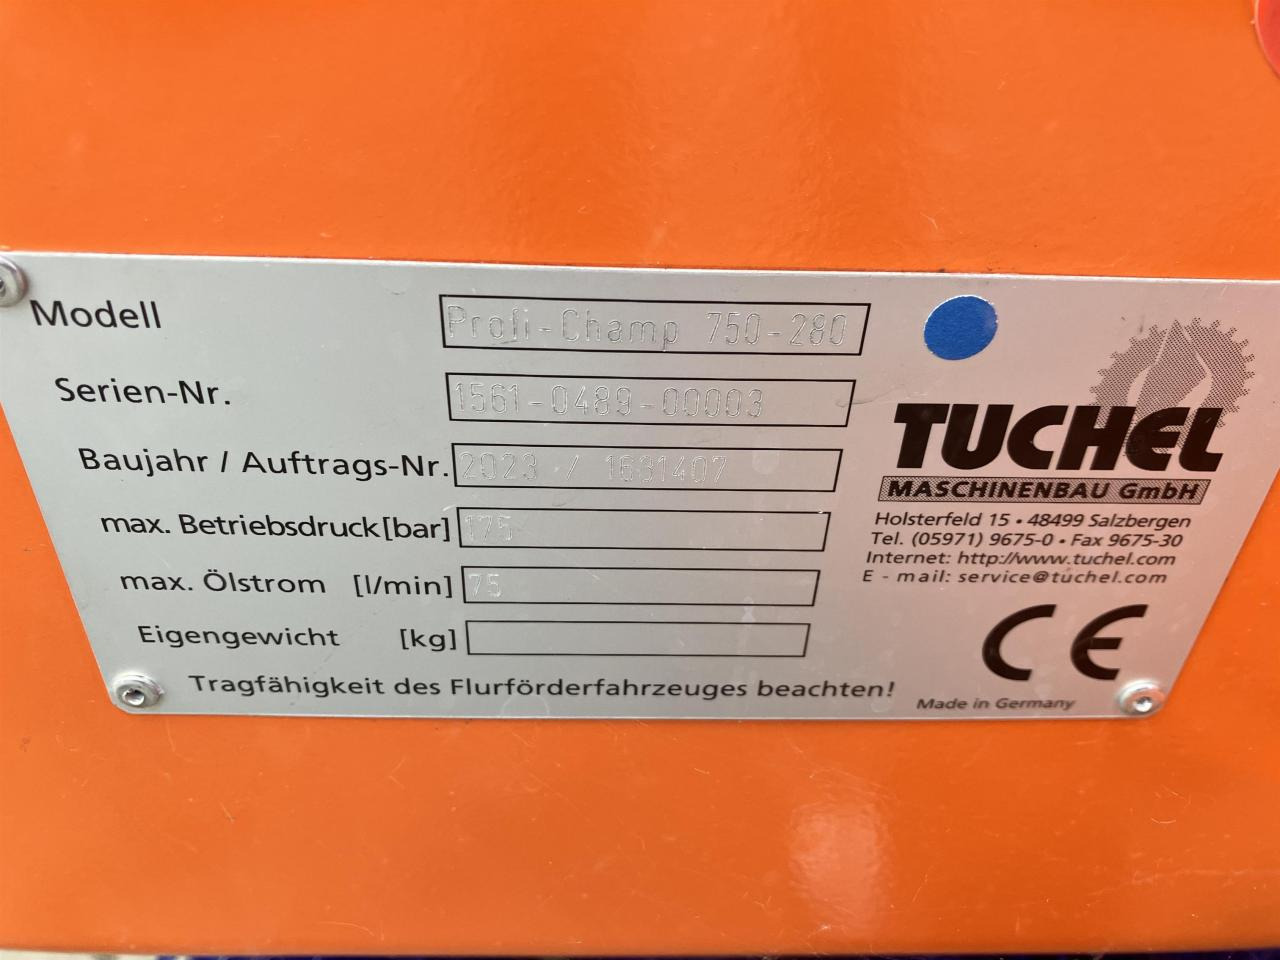 Modell Profi-Champ 750-280
Serien-Nr. 1561-0489-00003
Baujahr / Auftrags-Nr. 2023 / 1631407
max. Betriebsdruck [bar] 175
max. Ölstrom [l/min] 75
Eigengewicht [kg]
Tragfähigkeit des Flurförderfahrzeuges beachten!
TUCHEL
MASCHINENBAU GmbH
Holsterfeld 15 • 48499 Salzbergen
Tel. (05971) 9675-0 • Fax 9675-30
Internet: http://www.tuchel.com
E - mail: service@tuchel.com
CE
Made in Germany